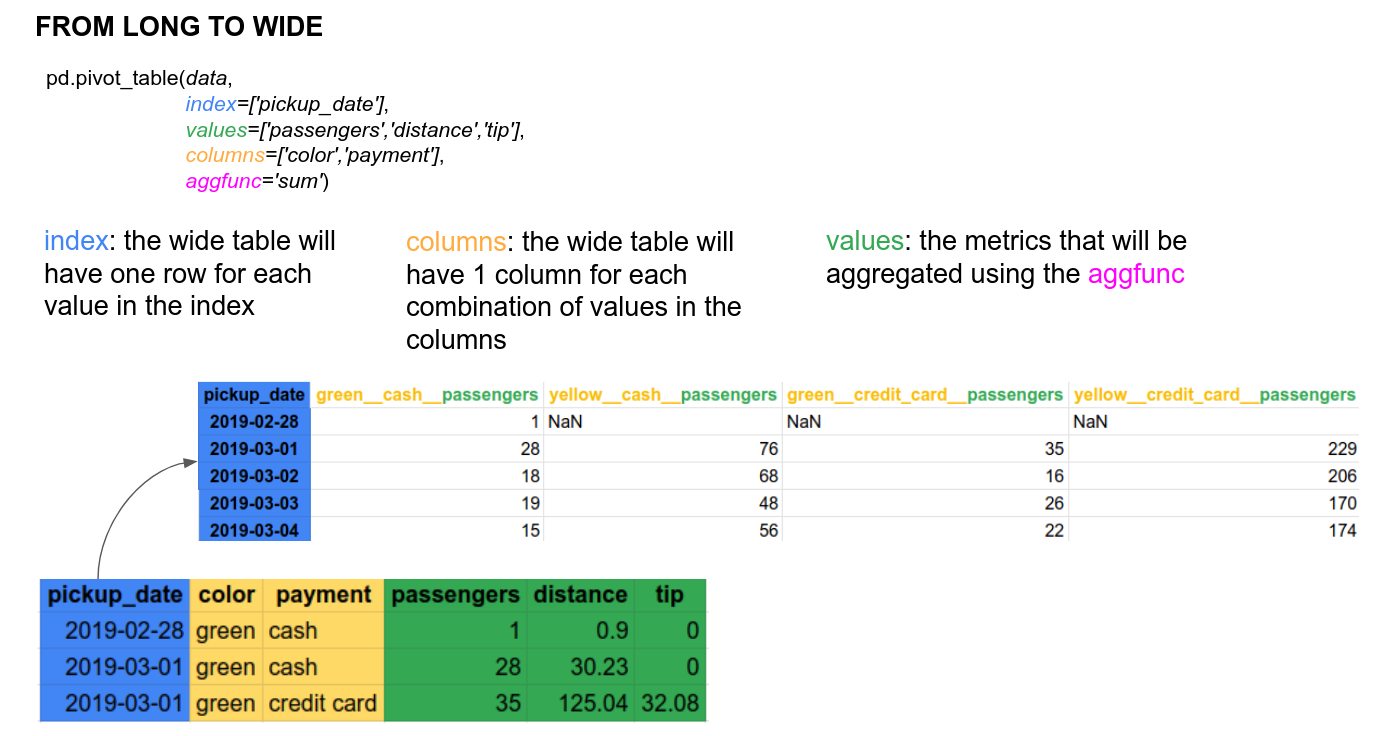 FROM LONG TO WIDE
pd.pivot_table(data,
index=['pickup_date'],
values=['passengers','distance','tip'],
columns=['color','payment'],
aggfunc='sum')
index: the wide table will
have one row for each
value in the index
columns: the wide table will
have 1 column for each
combination of values in the
columns
values: the metrics that will be
aggregated using the aggfunc
pickup_date green__cash__passengers yellow__cash__passengers green__credit_card__passengers yellow__credit_card__passengers
2019-02-28 1 NaN NaN NaN
2019-03-01 28 76 35 229
2019-03-02 18 68 16 206
2019-03-03 19 48 26 170
2019-03-04 15 56 22 174
pickup_date color payment passengers distance tip
2019-02-28 green cash 1 0.9 0
2019-03-01 green cash 28 30.23 0
2019-03-01 green credit card 35 125.04 32.08